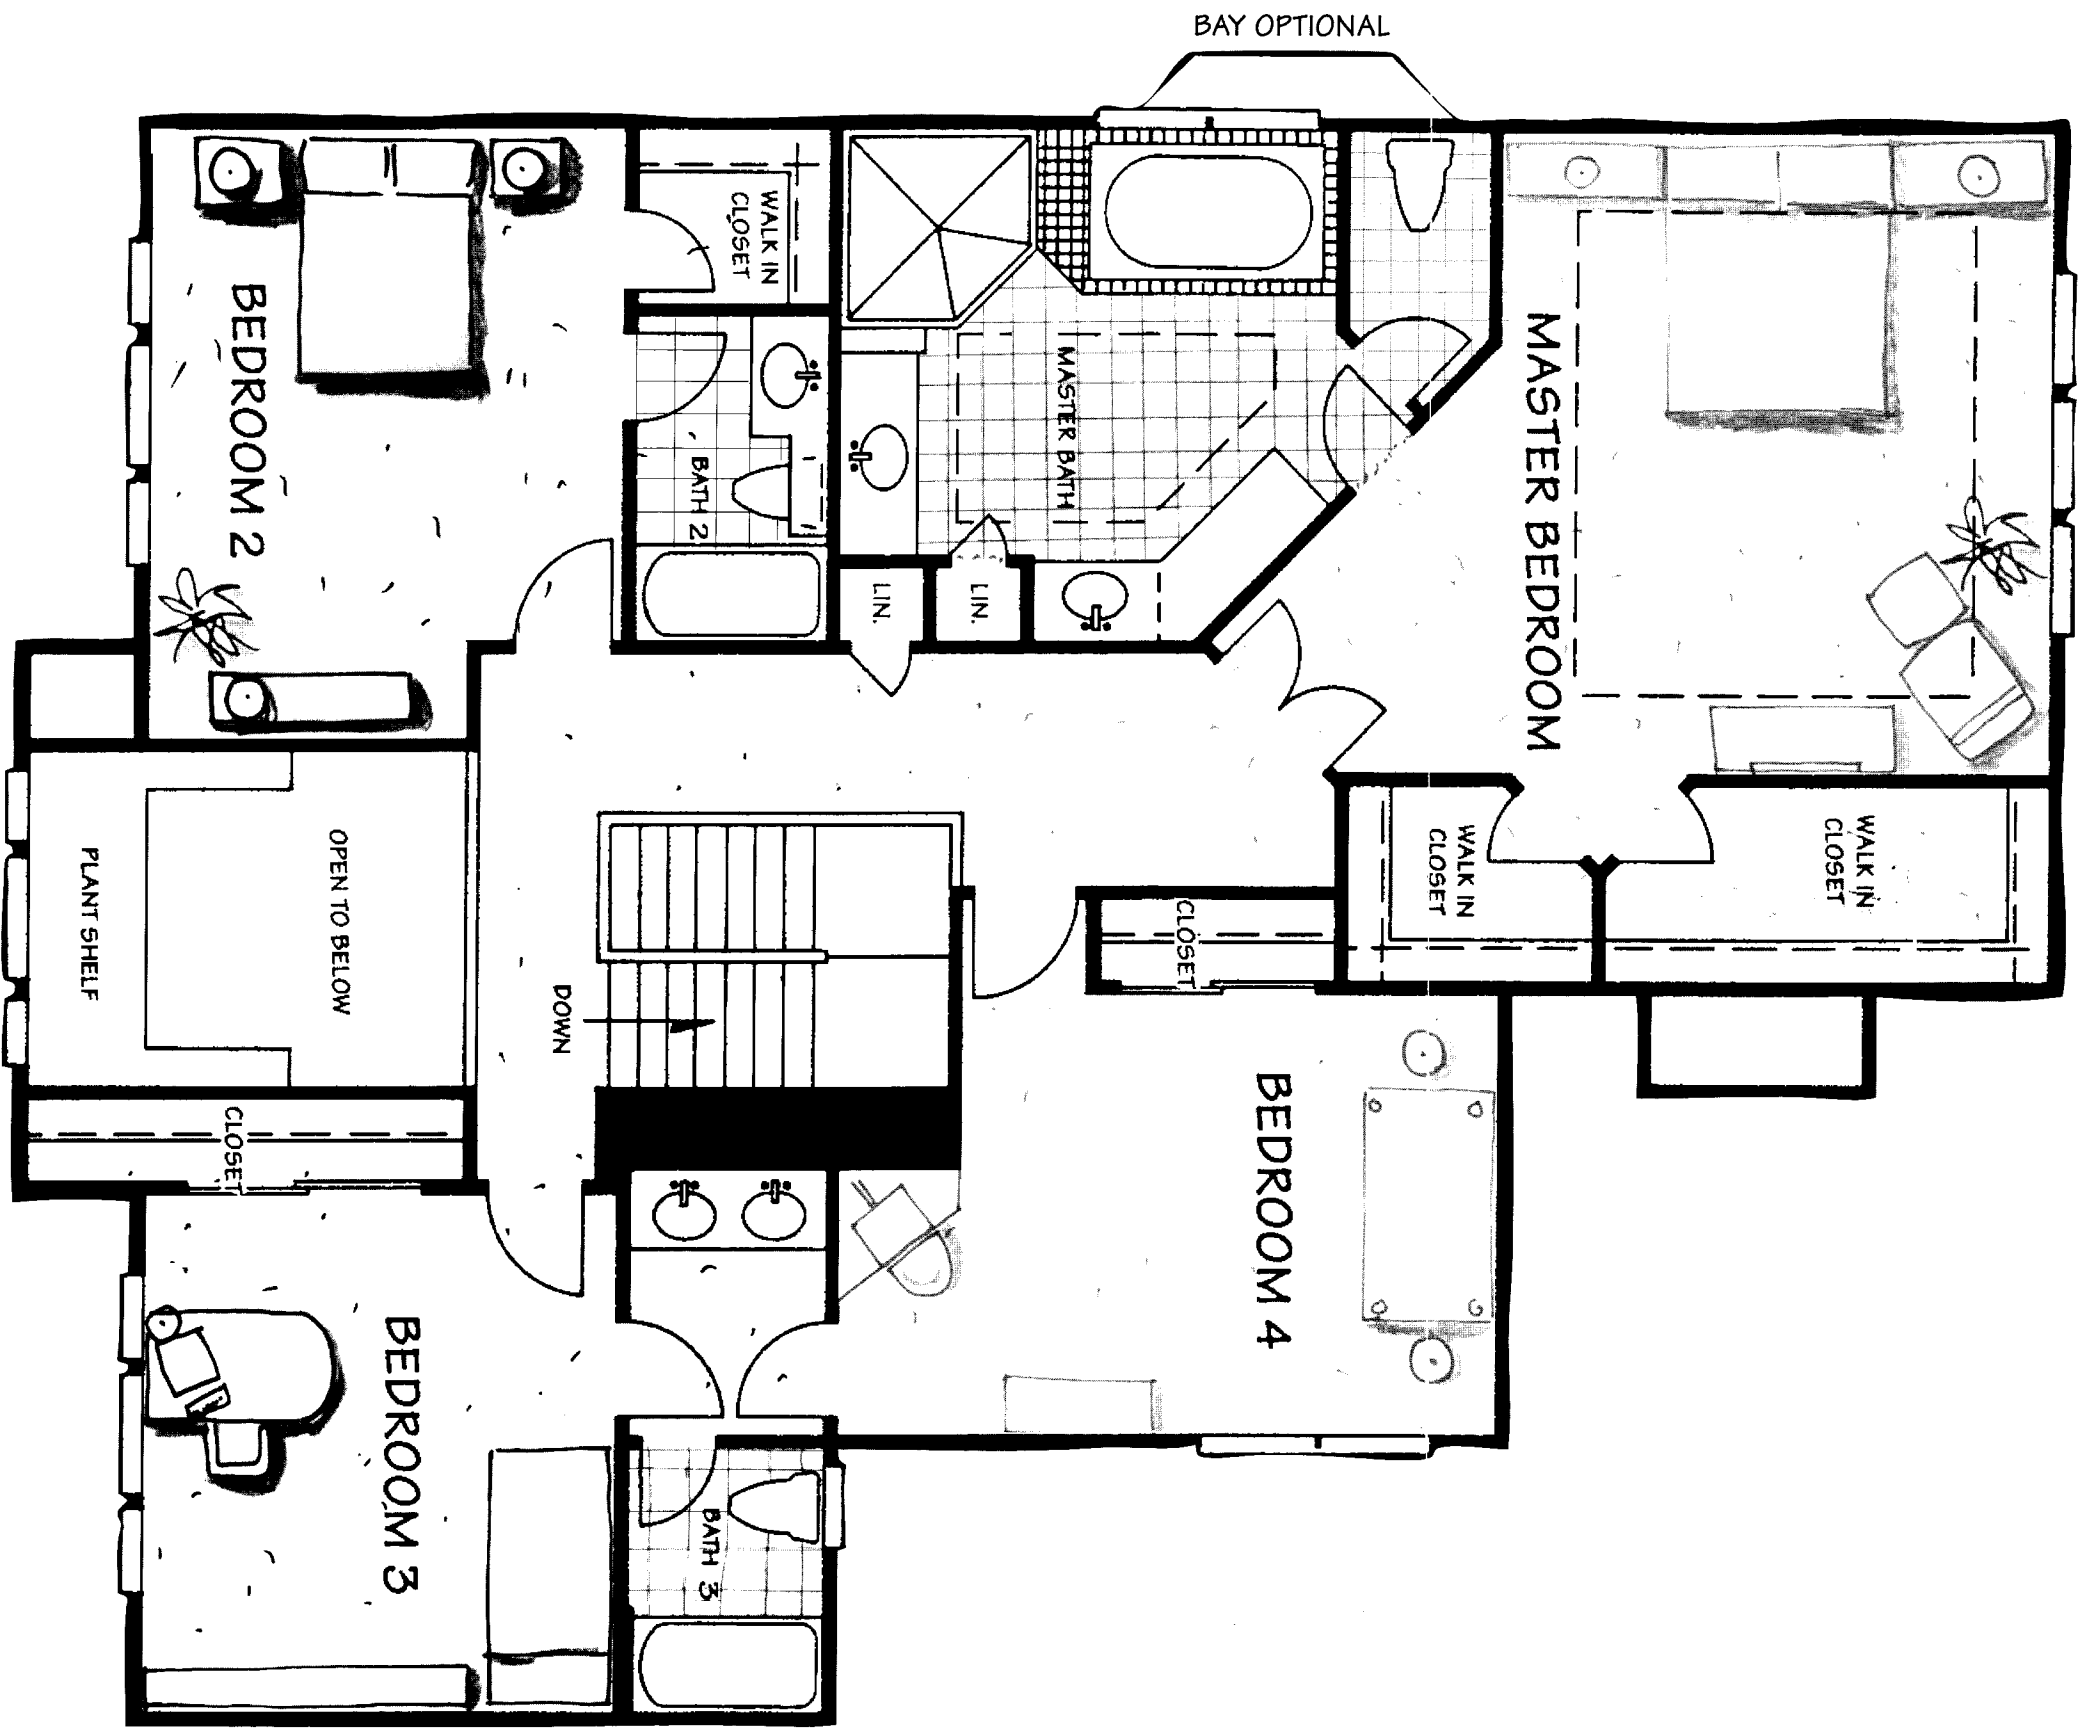 BAY OPTIONAL
WALK IN
CLOSET
BEDROOM 2
MASTER BATH
MASTER BEDROOM
BATH 2
LIN.
LIN.
WALK IN
CLOSET
WALK IN
CLOSET
PLANT SHELF
OPEN TO BELOW
CLOSET
DOWN
BEDROOM 4
CLOSET
BEDROOM 3
BATH 3